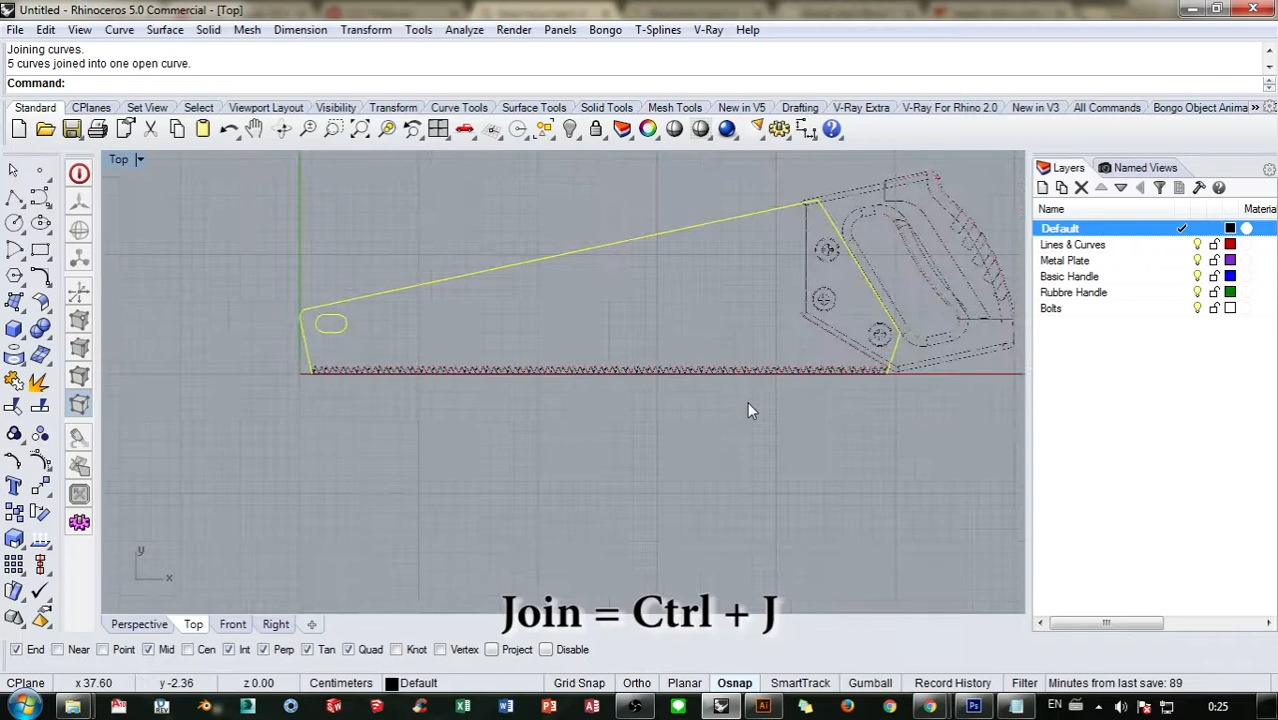 Untitled - Rhinoceros 5.0 Commercial - [Top]
File Edit View Curve Surface Solid Mesh Dimension Transform Tools Analyze Render Panels Bongo T-Splines V-Ray Help
Joining curves.
5 curves joined into one open curve.
Command:
Standard CPlanes Set View Select Viewport Layout Visibility Transform Curve Tools Surface Tools Solid Tools Mesh Tools New in V5 Drafting V-Ray Extra V-Ray For Rhino 2.0 New in V3 All Commands Bongo Object Anima »
Top
Layers Named Views
Name Materia
Default
Lines & Curves
Metal Plate
Basic Handle
Rubbre Handle
Bolts
y
x
Join = Ctrl + J
Perspective Top Front Right
End Near Point Mid Cen Int Perp Tan Quad Knot Vertex Project Disable
CPlane x 37.60 y -2.36 z 0.00 Centimeters Default Grid Snap Ortho Planar Osnap SmartTrack Gumball Record History Filter Minutes from last save: 89
EN 0:25